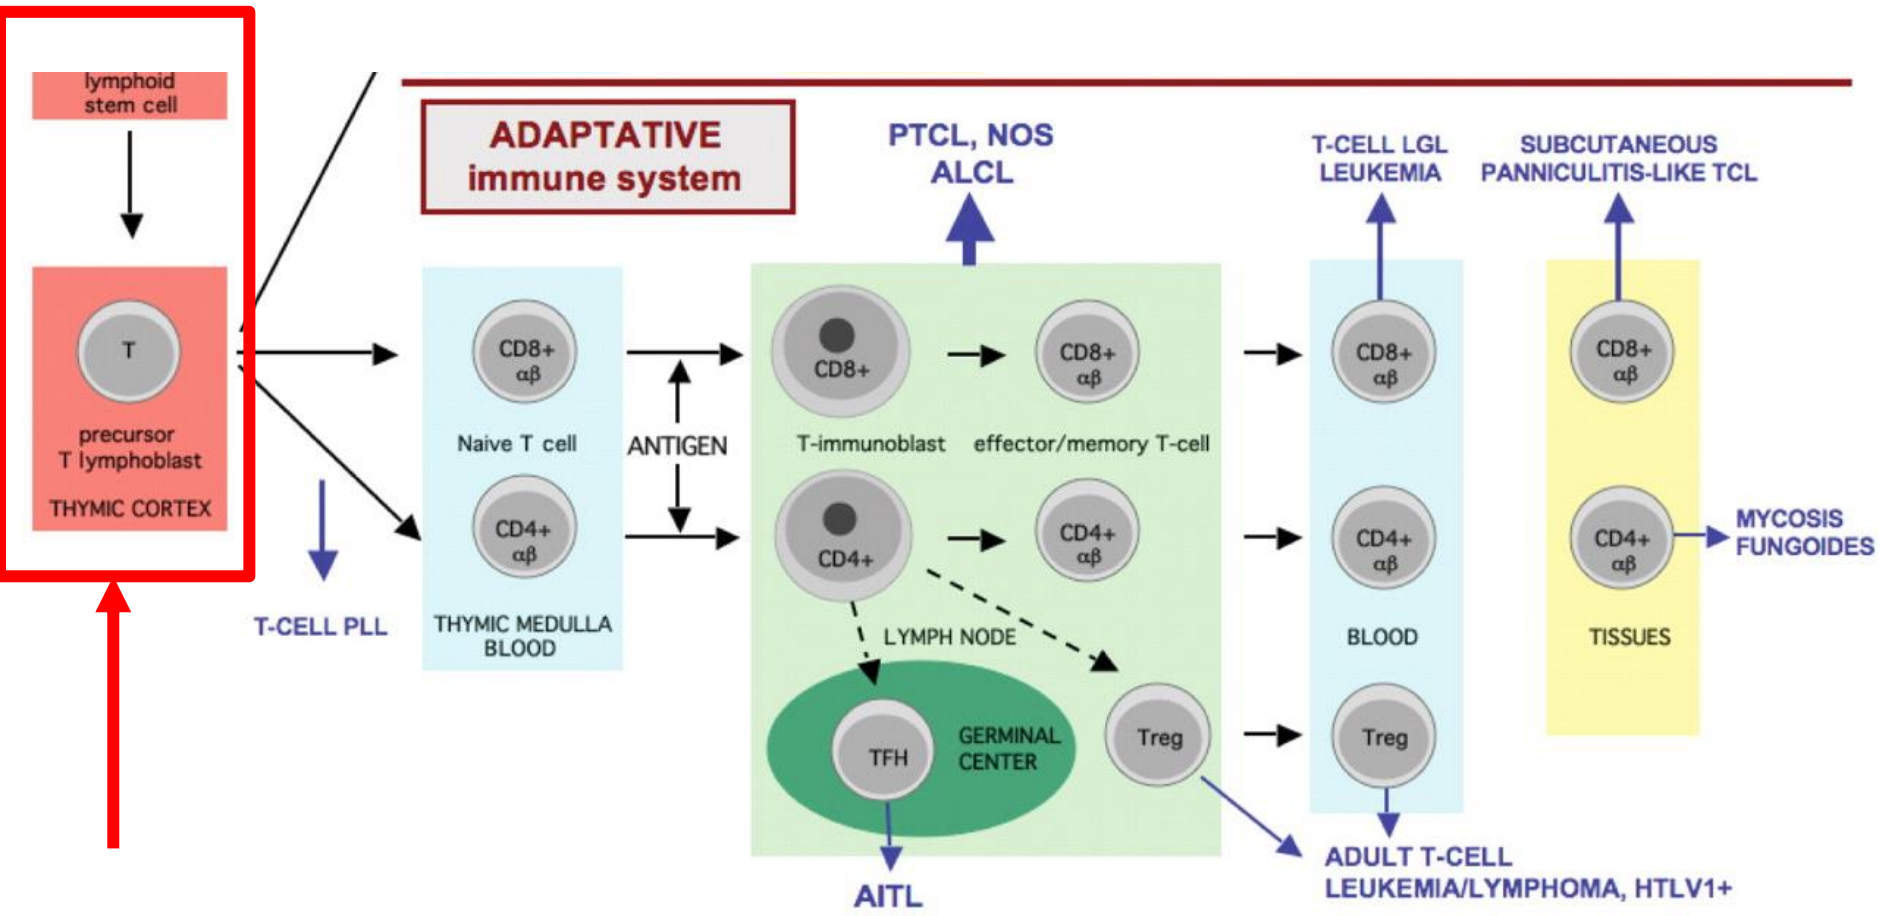 lymphoid
stem cell
T
precursor
T lymphoblast
THYMIC CORTEX
T-CELL PLL
ADAPTATIVE
immune system
CD8+
αβ
Naive T cell
CD4+
αβ
THYMIC MEDULLA
BLOOD
ANTIGEN
PTCL, NOS
ALCL
CD8+
CD8+
αβ
T-immunoblast
effector/memory T-cell
CD4+
CD4+
αβ
LYMPH NODE
TFH
GERMINAL
CENTER
Treg
AITL
T-CELL LGL
LEUKEMIA
CD8+
αβ
CD4+
αβ
BLOOD
Treg
ADULT T-CELL
LEUKEMIA/LYMPHOMA, HTLV1+
SUBCUTANEOUS
PANNICULITIS-LIKE TCL
CD8+
αβ
CD4+
αβ
TISSUES
MYCOSIS
FUNGOIDES